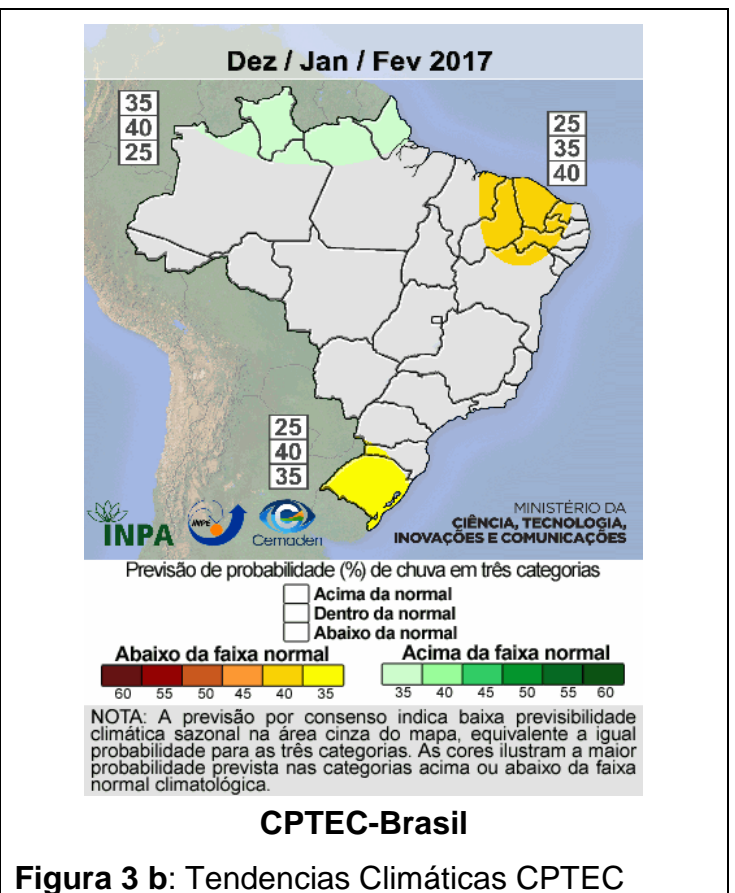 Dez / Jan / Fev 2017
35
40
25
25
35
40
25
40
35
INPA
INPE
Cemaden
MINISTÉRIO DA
CIÊNCIA, TECNOLOGIA,
INOVAÇÕES E COMUNICAÇÕES
Previsão de probabilidade (%) de chuva em três categorias
Acima da normal
Dentro da normal
Abaixo da normal
Abaixo da faixa normal
60 55 50 45 40 35
Acima da faixa normal
35 40 45 50 55 60
NOTA: A previsão por consenso indica baixa previsibilidade
climática sazonal na área cinza do mapa, equivalente a igual
probabilidade para as três categorias. As cores ilustram a maior
probabilidade prevista nas categorias acima ou abaixo da faixa
normal climatológica.
CPTEC-Brasil
Figura 3 b: Tendencias Climáticas CPTEC